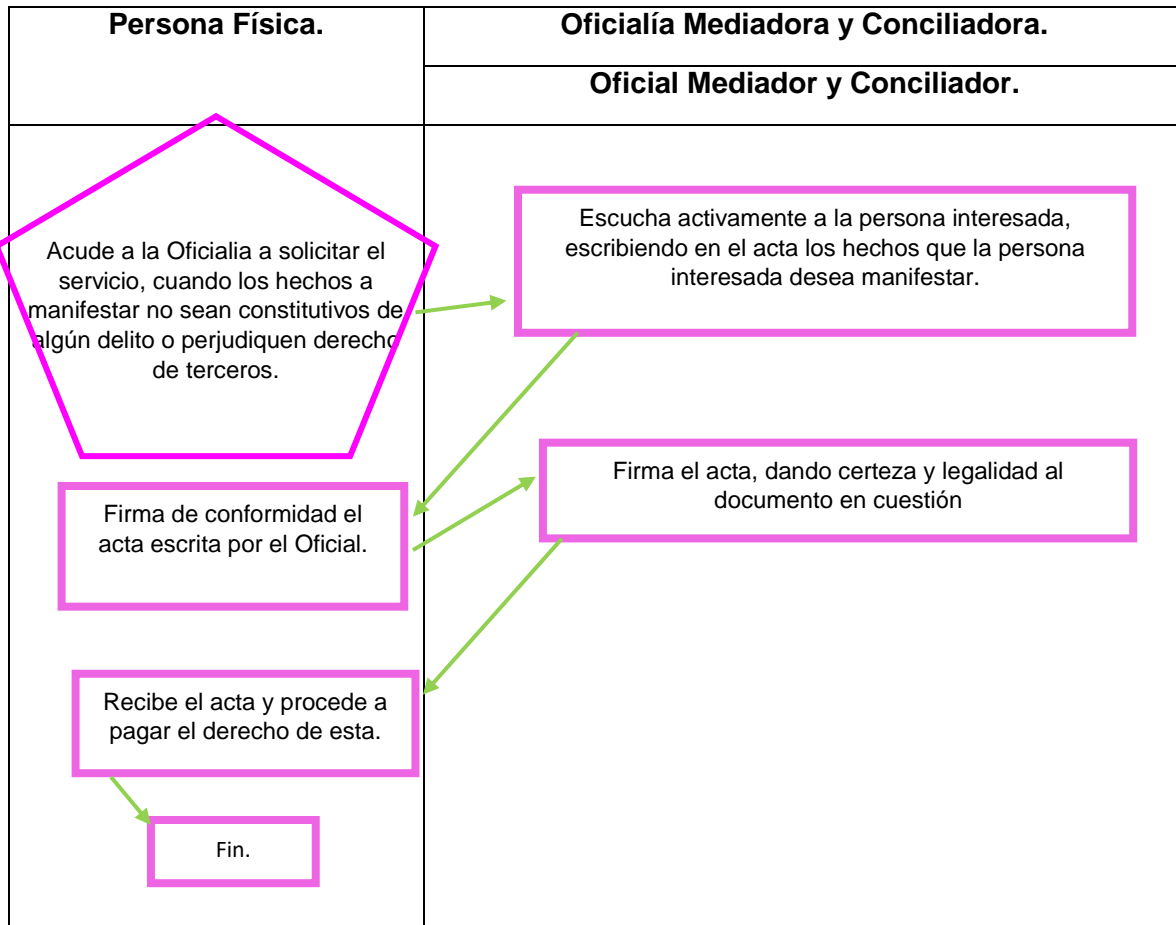 Persona Física.
Oficialía Mediadora y Conciliadora.
Oficial Mediador y Conciliador.
Acude a la Oficialia a solicitar el
servicio, cuando los hechos a
manifestar no sean constitutivos de
algún delito o perjudiquen derecho
de terceros.
Escucha activamente a la persona interesada,
escribiendo en el acta los hechos que la persona
interesada desea manifestar.
Firma de conformidad el
acta escrita por el Oficial.
Firma el acta, dando certeza y legalidad al
documento en cuestión
Recibe el acta y procede a
pagar el derecho de esta.
Fin.